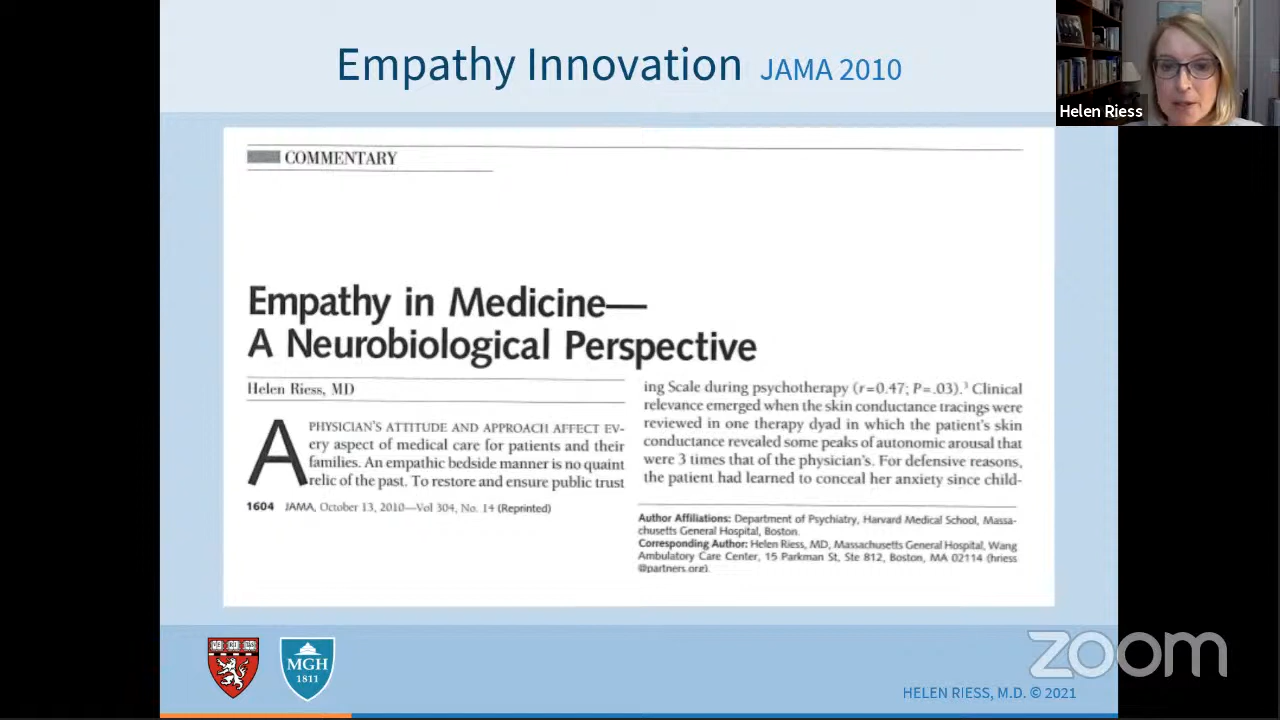 Empathy Innovation JAMA 2010
Helen Riess
COMMENTARY
Empathy in Medicine—
A Neurobiological Perspective
Helen Riess, MD
A PHYSICIAN'S ATTITUDE AND APPROACH AFFECT EV-
ery aspect of medical care for patients and their
families. An empathic bedside manner is no quaint
relic of the past. To restore and ensure public trust
1604 JAMA, October 13, 2010—Vol 304, No. 14 (Reprinted)
ing Scale during psychotherapy (r=0.47; P=.03).³ Clinical
relevance emerged when the skin conductance tracings were
reviewed in one therapy dyad in which the patient's skin
conductance revealed some peaks of autonomic arousal that
were 3 times that of the physician's. For defensive reasons,
the patient had learned to conceal her anxiety since child-
Author Affiliations: Department of Psychiatry, Harvard Medical School, Massa-
chusetts General Hospital, Boston.
Corresponding Author: Helen Riess, MD, Massachusetts General Hospital, Wang
Ambulatory Care Center, 15 Parkman St, Ste 812, Boston, MA 02114 (hriess
@partners.org).
MGH
1811
zoom
HELEN RIESS, M.D. © 2021